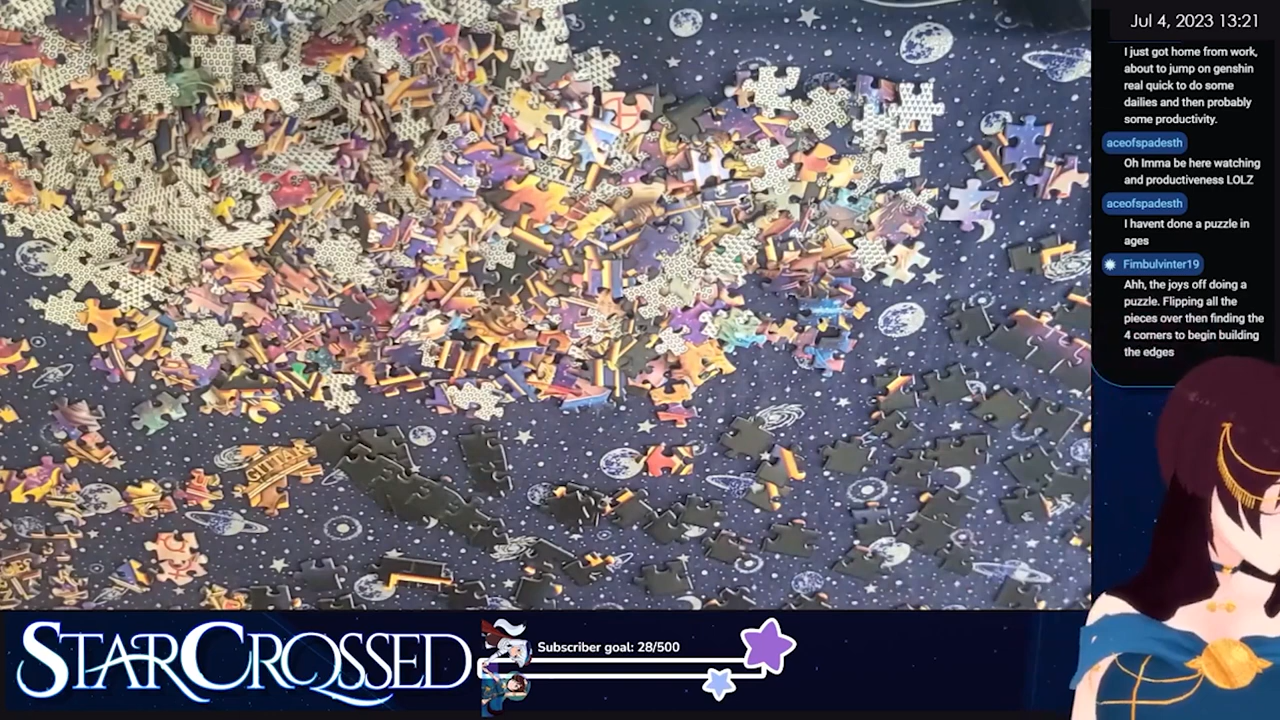 Jul 4, 2023 13:21
I just got home from work,
about to jump on genshin
real quick to do some
dailies and then probably
some productivity.
aceofspadesth
Oh Imma be here watching
and productiveness LOLZ
aceofspadesth
I havent done a puzzle in
ages
Fimbulvinter19
Ahh, the joys off doing a
puzzle. Flipping all the
pieces over then finding the
4 corners to begin building
the edges
STARCROSSED
Subscriber goal: 28/500